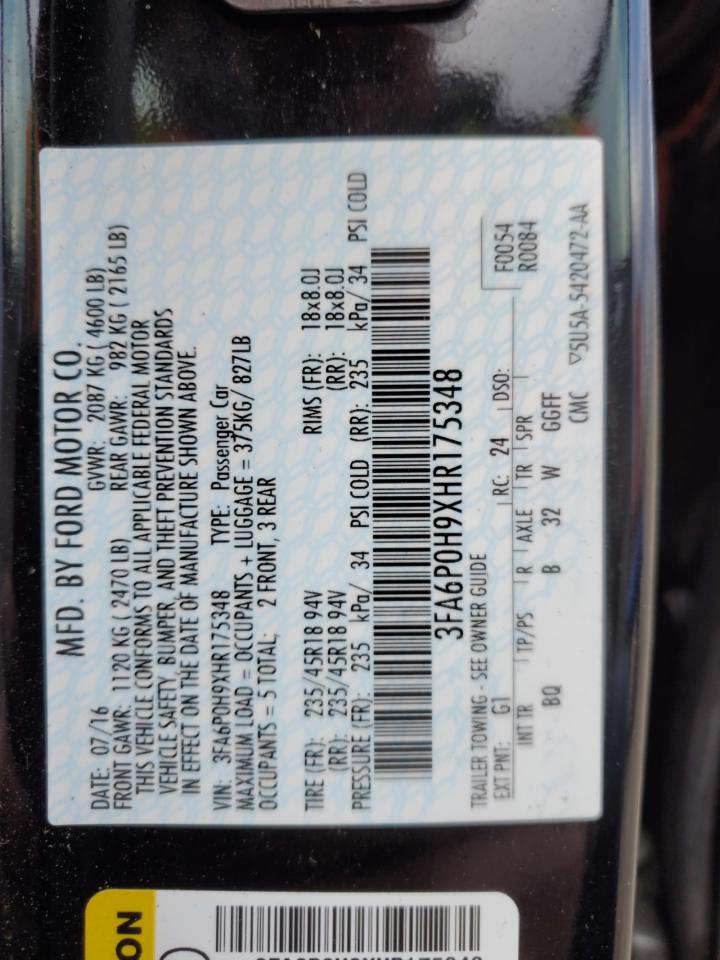 MFD. BY FORD MOTOR CO.
DATE: 07/16 GVWR: 2087 KG ( 4600 LB)
FRONT GAWR: 1120 KG ( 2470 LB) REAR GAWR: 982 KG ( 2165 LB)
THIS VEHICLE CONFORMS TO ALL APPLICABLE FEDERAL MOTOR
VEHICLE SAFETY, BUMPER, AND THEFT PREVENTION STANDARDS
IN EFFECT ON THE DATE OF MANUFACTURE SHOWN ABOVE.
VIN: 3FA6P0H9XHR175348 TYPE: Passenger Car
MAXIMUM LOAD = OCCUPANTS + LUGGAGE = 375KG/ 827LB
OCCUPANTS = 5 TOTAL; 2 FRONT, 3 REAR
TIRE (FR): 235/45R18 94V RIMS (FR): 18x8.0J
(RR): 235/45R18 94V (RR): 18x8.0J
PRESSURE (FR): 235 kPa/ 34 PSI COLD (RR): 235 kPa/ 34 PSI COLD
3FA6P0H9XHR175348
TRAILER TOWING - SEE OWNER GUIDE F0054
EXT PNT: G1 RC: 24 DSO: R0084
INT TR TP/PS R AXLE TR SPR
BQ B 32 W GGFF
CMC ▽5U5A-5420472-AA
ON